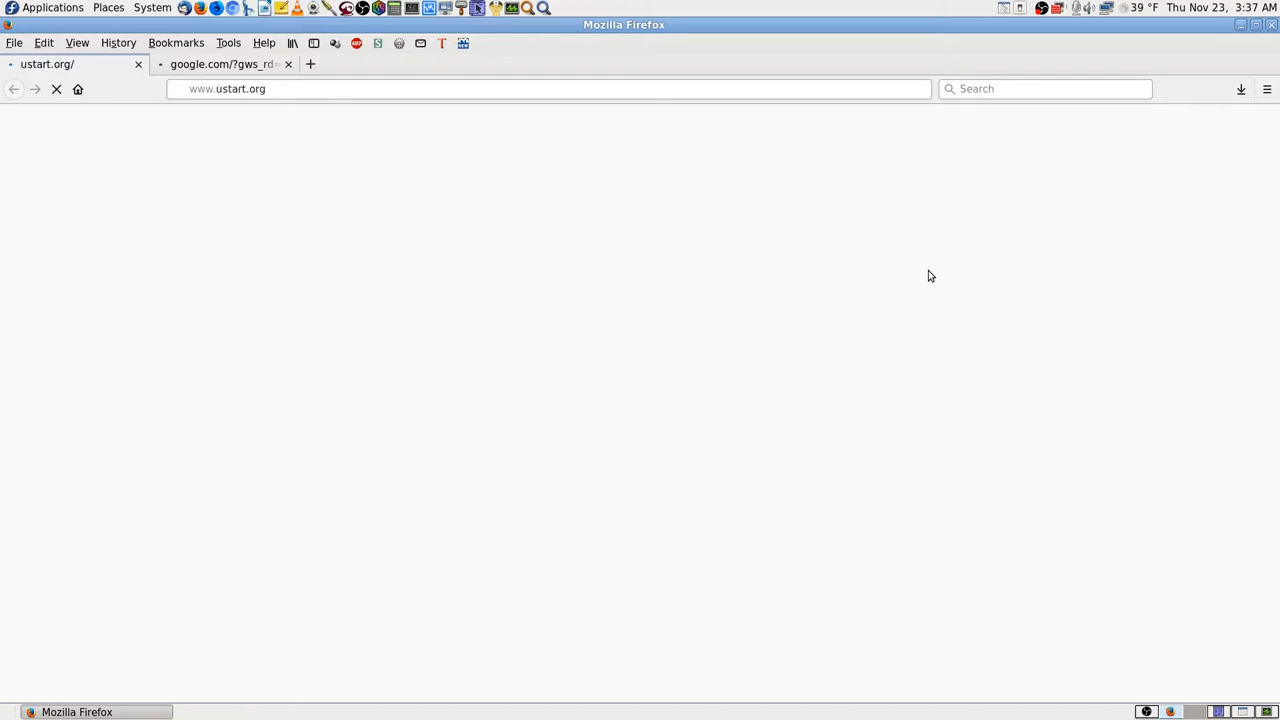 Applications Places System 39 °F Thu Nov 23, 3:37 AM
Mozilla Firefox
File Edit View History Bookmarks Tools Help
ustart.org/ google.com/?gws_rd=
www.ustart.org Search
Mozilla Firefox